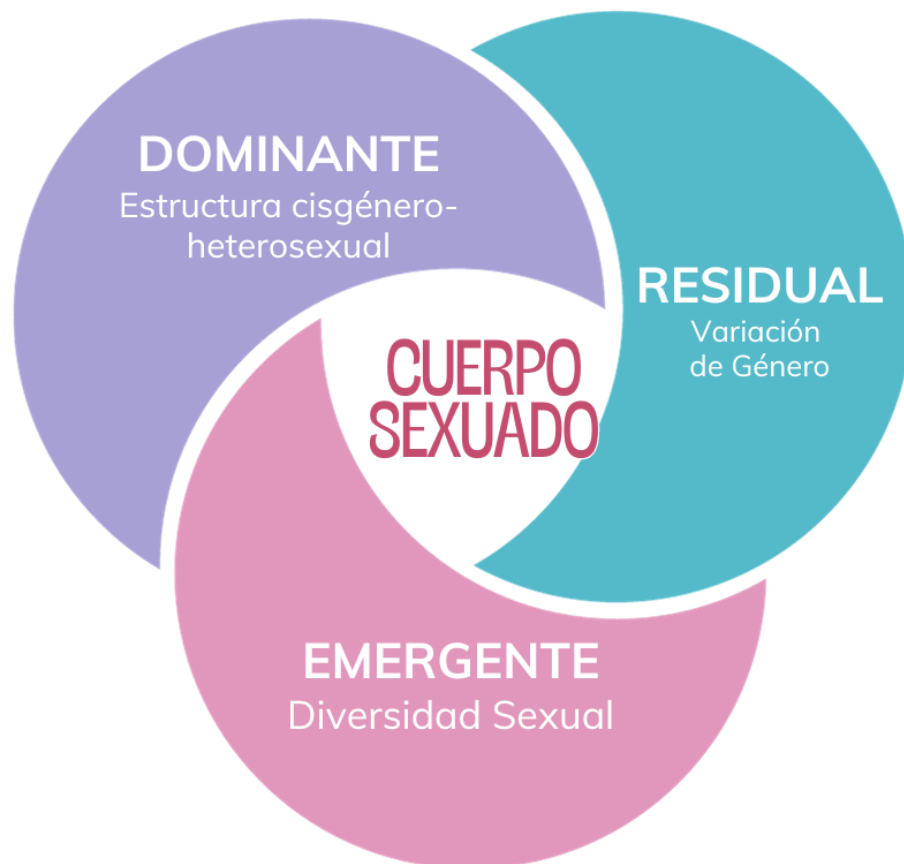 DOMINANTE
Estructura cisgénero-
heterosexual
RESIDUAL
Variación
de Género
CUERPO
SEXUADO
EMERGENTE
Diversidad Sexual